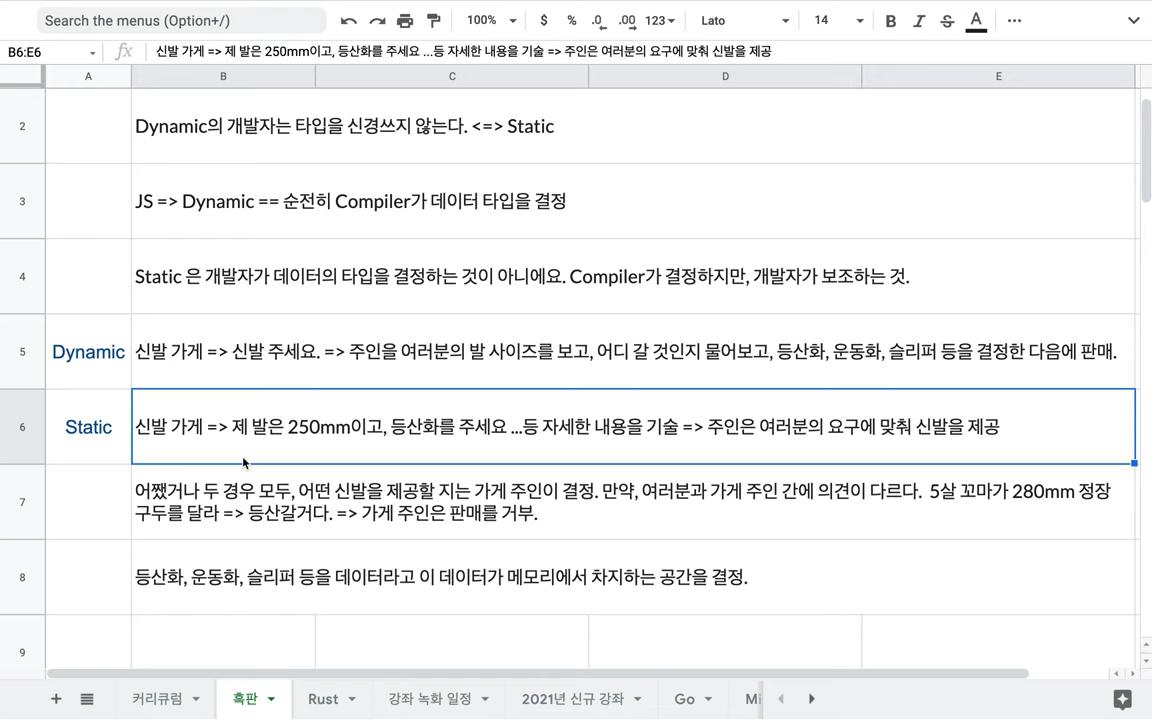 Search the menus (Option+/)
100%
$
%
.0
.00
123
Lato
14
B
I
S
A
B6:E6
fx
신발 가게 => 제 발은 250mm이고, 등산화를 주세요 ...등 자세한 내용을 기술 => 주인은 여러분의 요구에 맞춰 신발을 제공
A
B
C
D
E
2
Dynamic의 개발자는 타입을 신경쓰지 않는다. <=> Static
3
JS => Dynamic == 순전히 Compiler가 데이터 타입을 결정
4
Static 은 개발자가 데이터의 타입을 결정하는 것이 아니에요. Compiler가 결정하지만, 개발자가 보조하는 것.
5
Dynamic
신발 가게 => 신발 주세요. => 주인을 여러분의 발 사이즈를 보고, 어디 갈 것인지 물어보고, 등산화, 운동화, 슬리퍼 등을 결정한 다음에 판매.
6
Static
신발 가게 => 제 발은 250mm이고, 등산화를 주세요 ...등 자세한 내용을 기술 => 주인은 여러분의 요구에 맞춰 신발을 제공
7
어쨌거나 두 경우 모두, 어떤 신발을 제공할 지는 가게 주인이 결정. 만약, 여러분과 가게 주인 간에 의견이 다르다. 5살 꼬마가 280mm 정장
구두를 달라 => 등산갈거다. => 가게 주인은 판매를 거부.
8
등산화, 운동화, 슬리퍼 등을 데이터라고 이 데이터가 메모리에서 차지하는 공간을 결정.
9
커리큐럼
흑판
Rust
강좌 녹화 일정
2021년 신규 강좌
Go
Mi